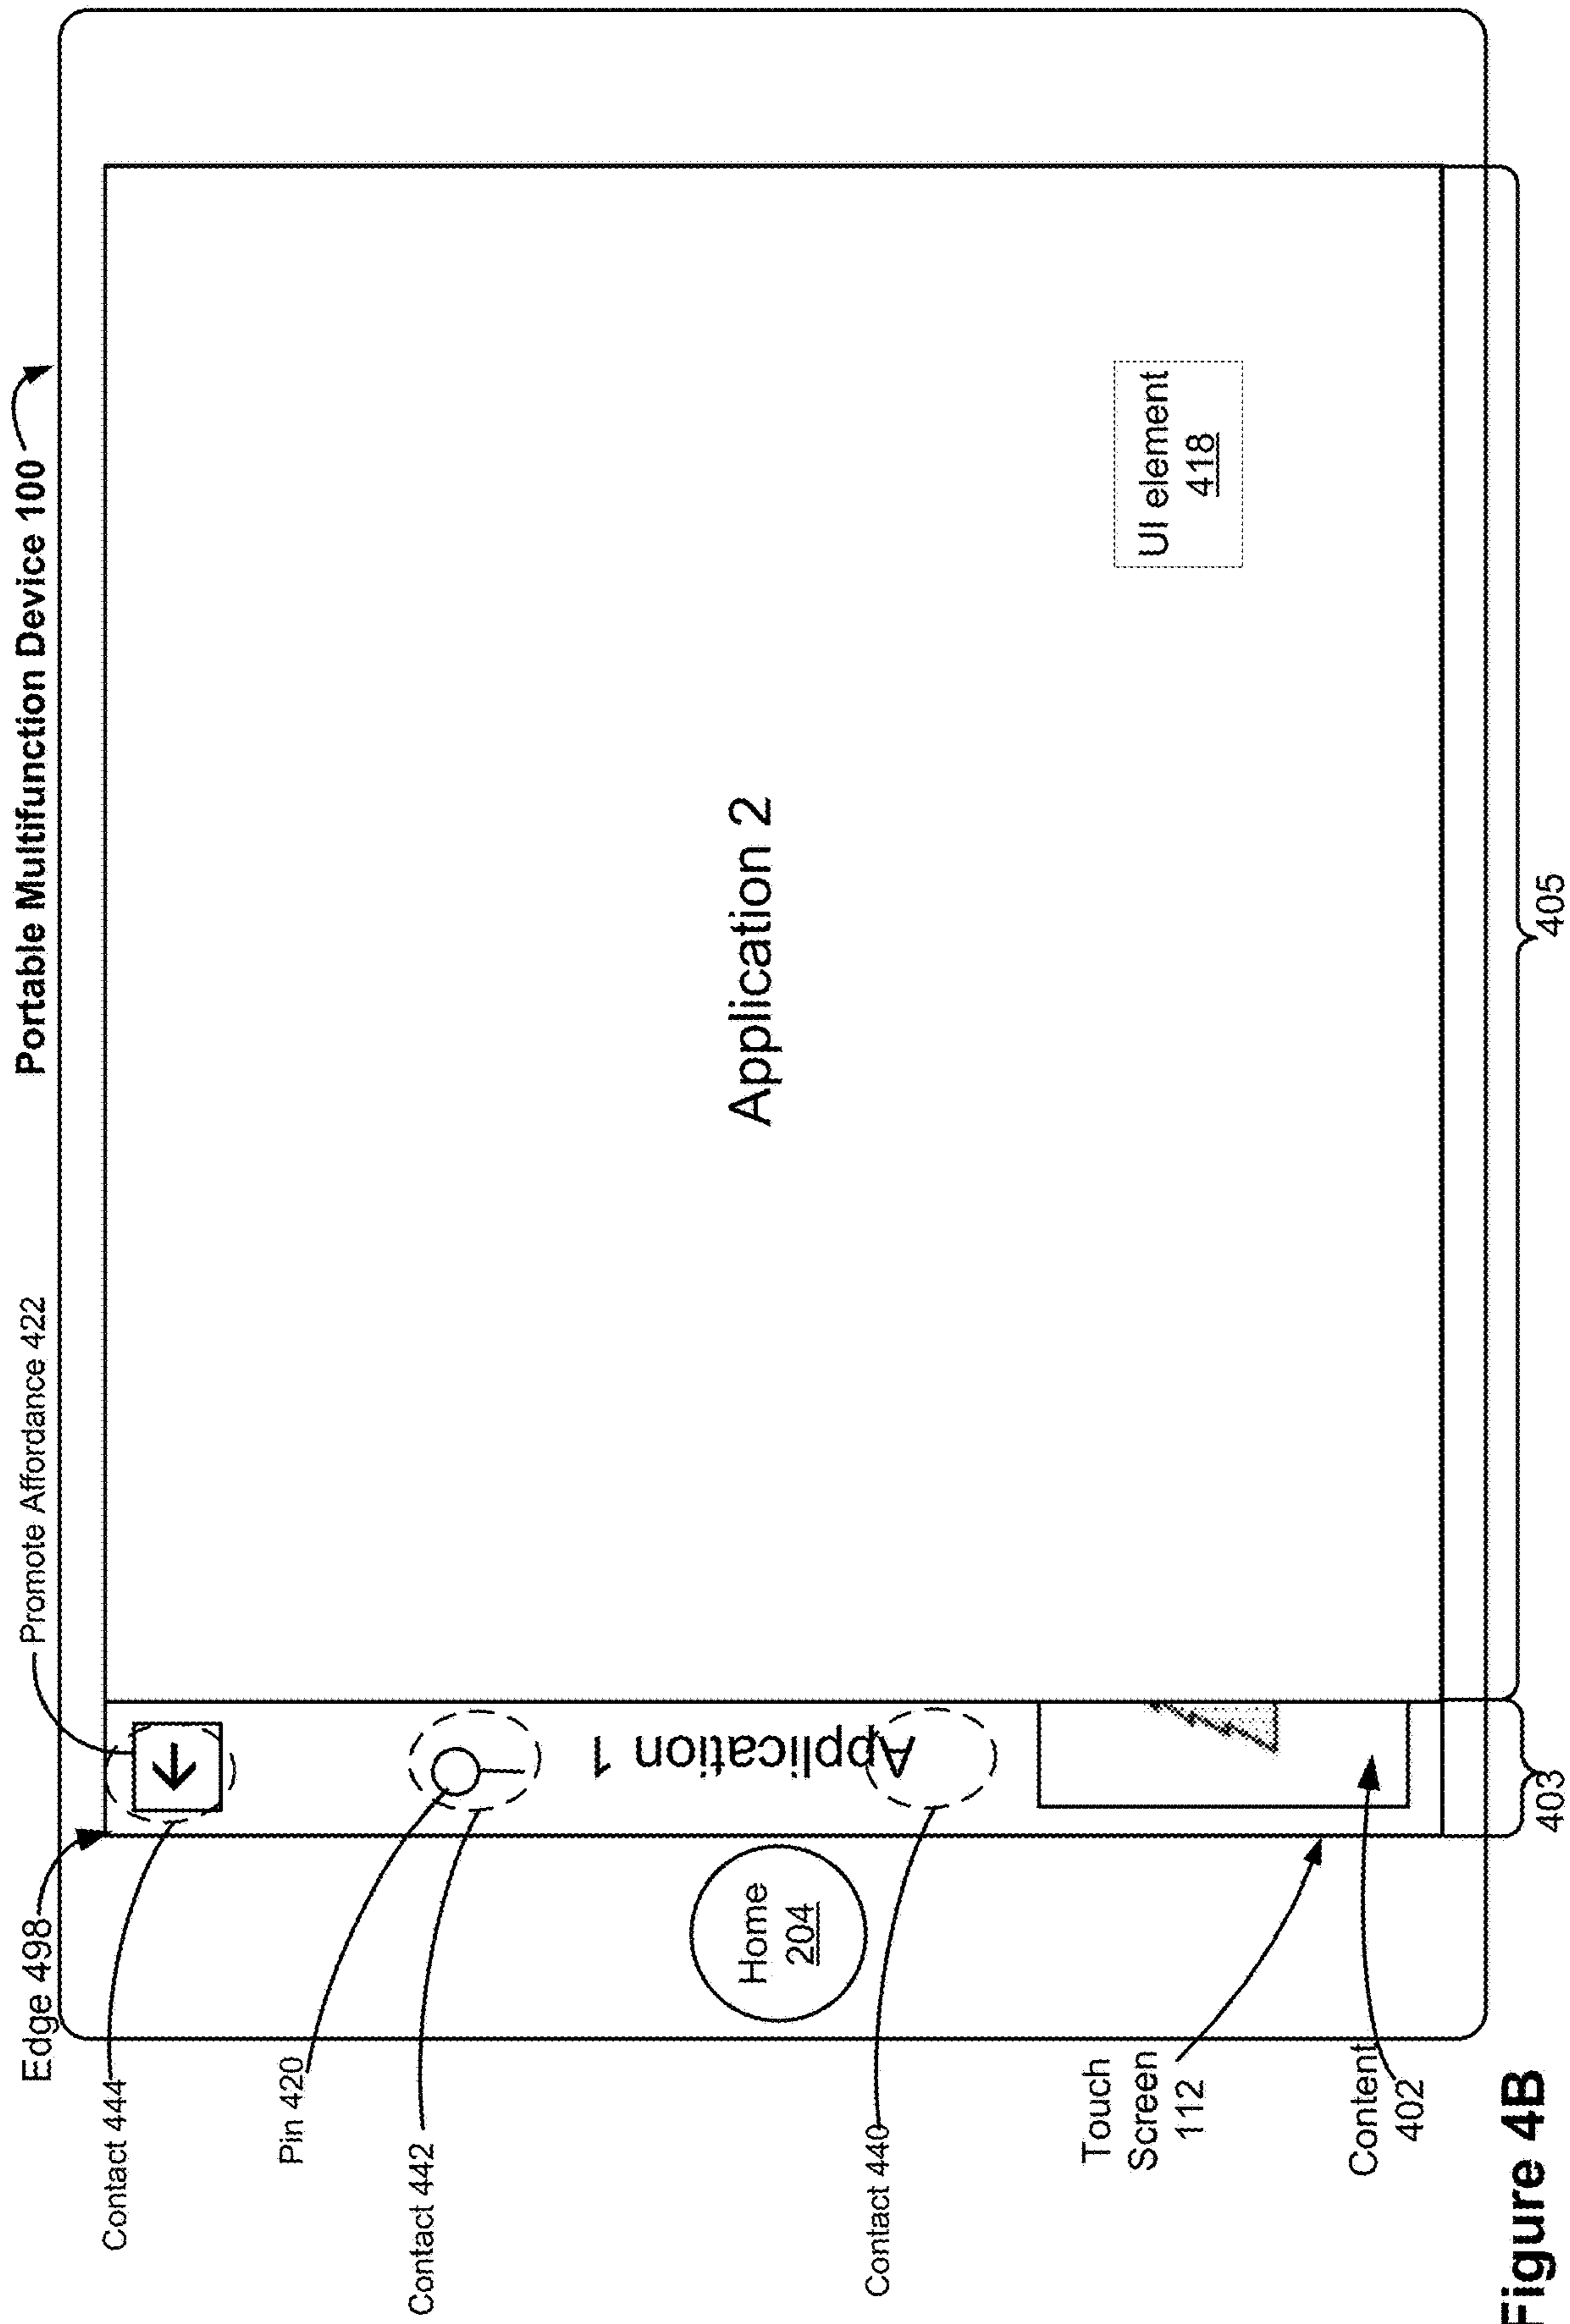 Portable Multifunction Device 100
Promote Affordance 422
Edge 498
Contact 444
Pin 420
Contact 442
Contact 440
Touch
Screen
112
Content
402
Home
204
Application 1
Application 2
UI element
418
403
405
Figure 4B